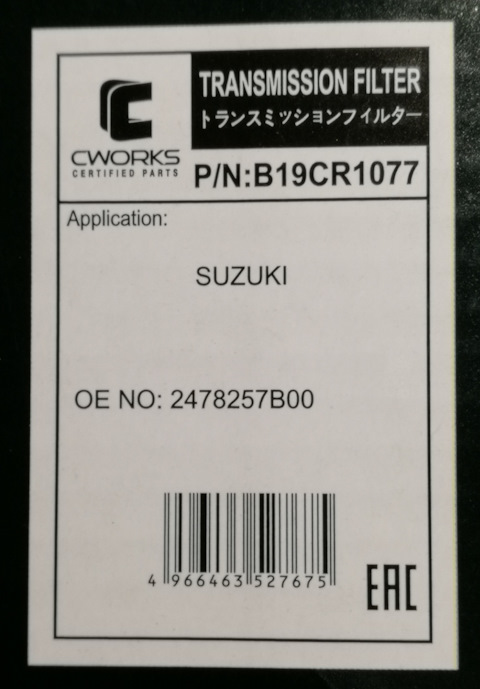 TRANSMISSION FILTER
トランスミッションフィルター
CWORKS
CERTIFIED PARTS
P/N:B19CR1077
Application:
SUZUKI
OE NO: 2478257B00
4 966463 527675
EAC